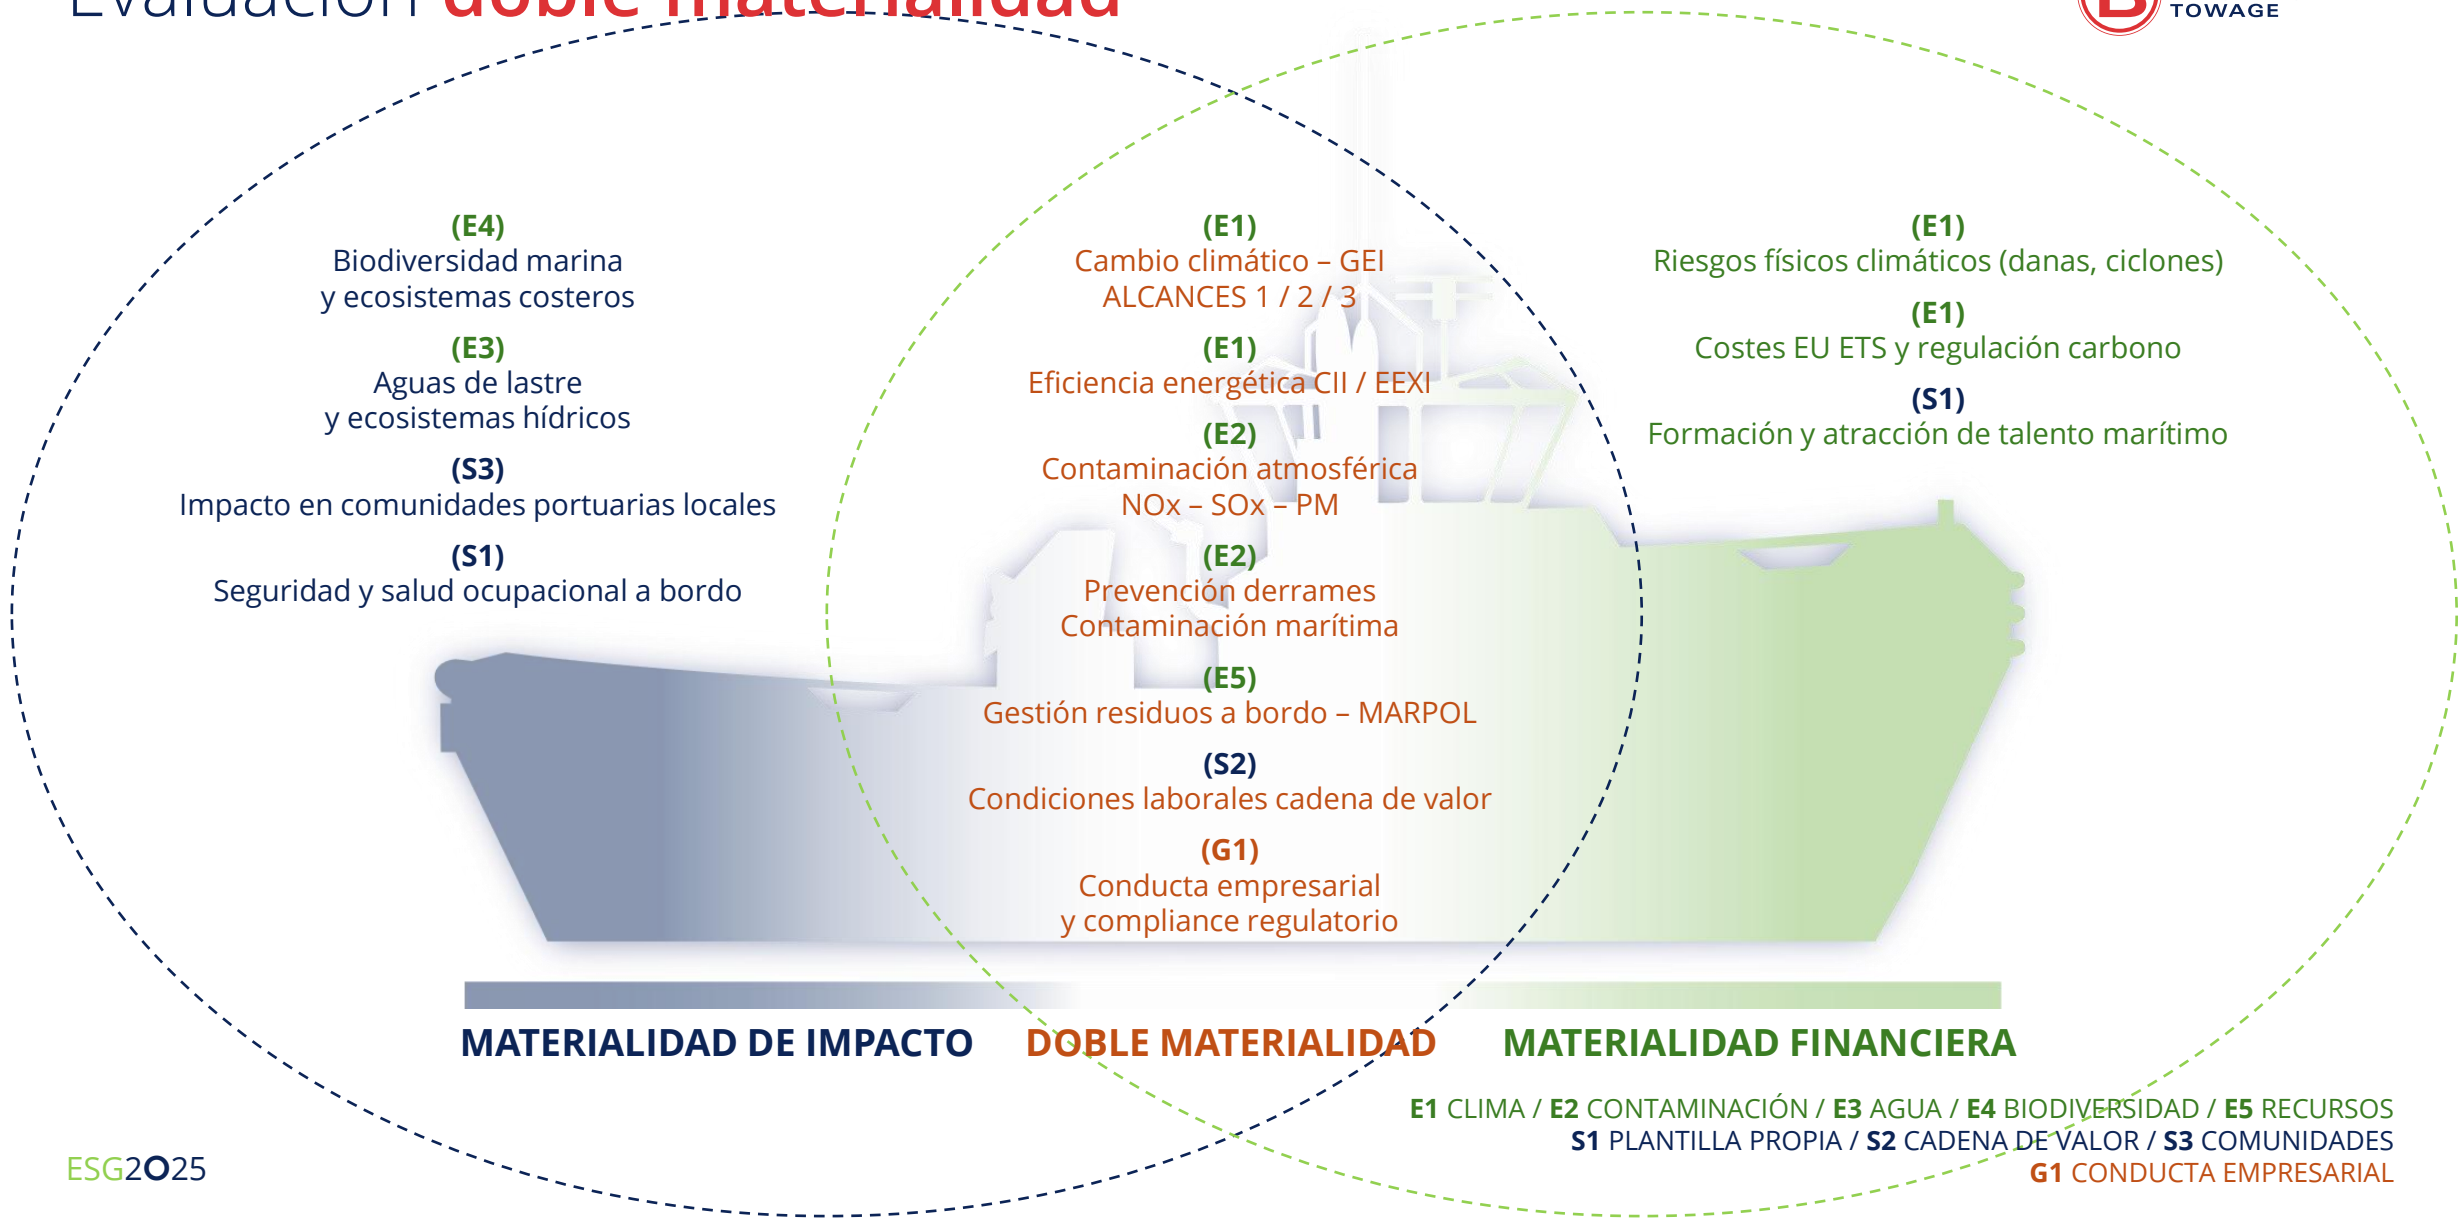 Evaluación doble materialidad
B
TOWAGE
(E4)
Biodiversidad marina
y ecosistemas costeros
(E3)
Aguas de lastre
y ecosistemas hídricos
(S3)
Impacto en comunidades portuarias locales
(S1)
Seguridad y salud ocupacional a bordo
(E1)
Cambio climático – GEI
ALCANCES 1 / 2 / 3
(E1)
Eficiencia energética CII / EEXI
(E2)
Contaminación atmosférica
NOx – SOx – PM
(E2)
Prevención derrames
Contaminación marítima
(E5)
Gestión residuos a bordo – MARPOL
(S2)
Condiciones laborales cadena de valor
(G1)
Conducta empresarial
y compliance regulatorio
(E1)
Riesgos físicos climáticos (danas, ciclones)
(E1)
Costes EU ETS y regulación carbono
(S1)
Formación y atracción de talento marítimo
MATERIALIDAD DE IMPACTO
DOBLE MATERIALIDAD
MATERIALIDAD FINANCIERA
E1 CLIMA / E2 CONTAMINACIÓN / E3 AGUA / E4 BIODIVERSIDAD / E5 RECURSOS
S1 PLANTILLA PROPIA / S2 CADENA DE VALOR / S3 COMUNIDADES
G1 CONDUCTA EMPRESARIAL
ESG2025